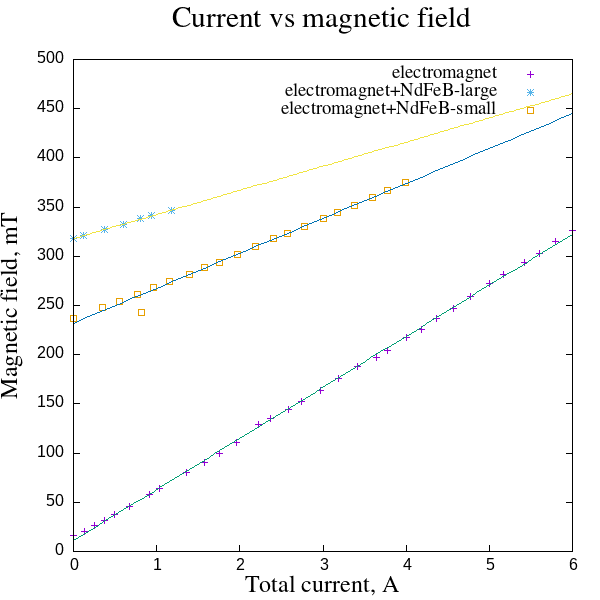 Current vs magnetic field
electromagnet
electromagnet+NdFeB-large
electromagnet+NdFeB-small
Magnetic field, mT
500
450
400
350
300
250
200
150
100
50
0
0 1 2 3 4 5 6
Total current, A